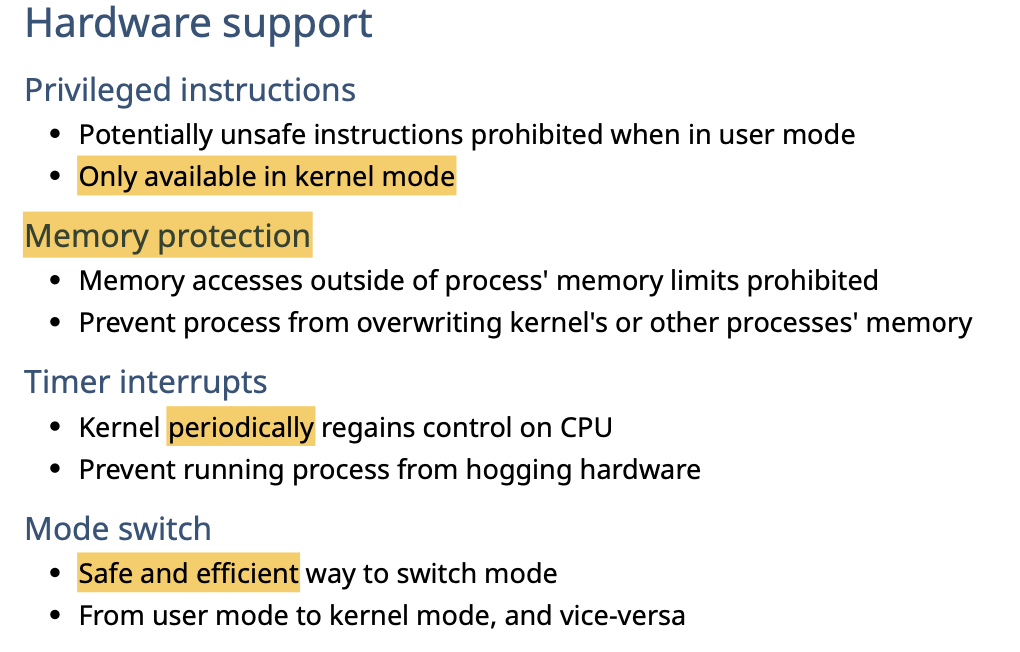 Hardware support
Privileged instructions
• Potentially unsafe instructions prohibited when in user mode
• Only available in kernel mode
Memory protection
• Memory accesses outside of process' memory limits prohibited
• Prevent process from overwriting kernel's or other processes' memory
Timer interrupts
• Kernel periodically regains control on CPU
• Prevent running process from hogging hardware
Mode switch
• Safe and efficient way to switch mode
• From user mode to kernel mode, and vice-versa